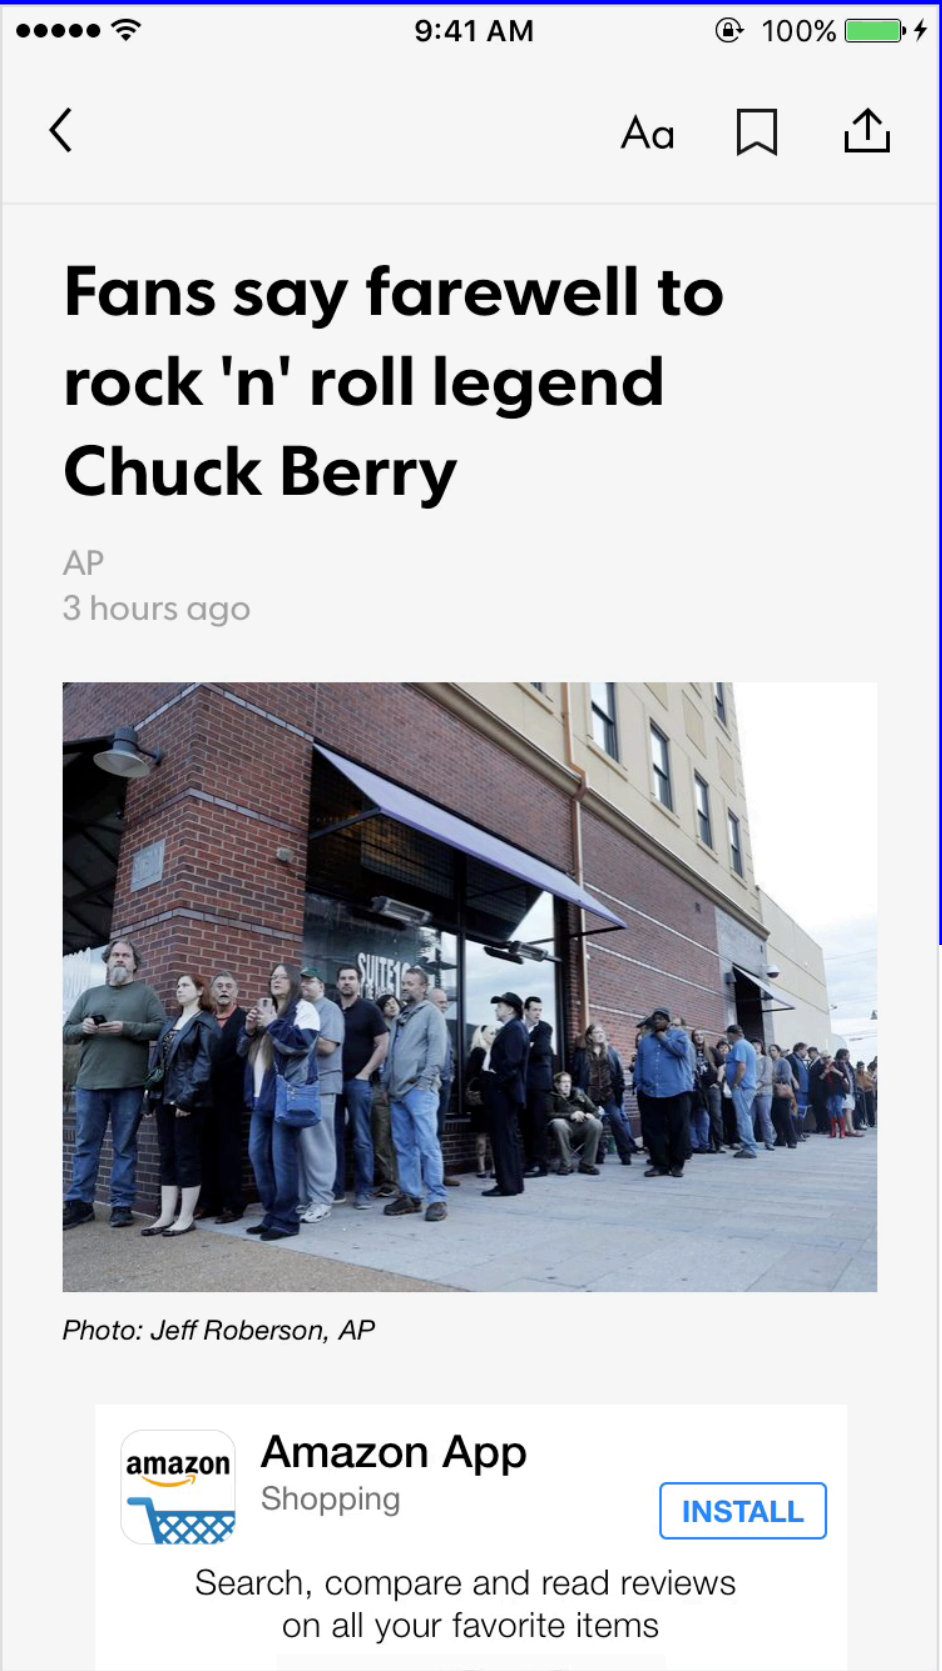 9:41 AM
100%
Aa
Fans say farewell to
rock 'n' roll legend
Chuck Berry
AP
3 hours ago
SUITE
Photo: Jeff Roberson, AP
amazon
Amazon App
Shopping
INSTALL
Search, compare and read reviews
on all your favorite items